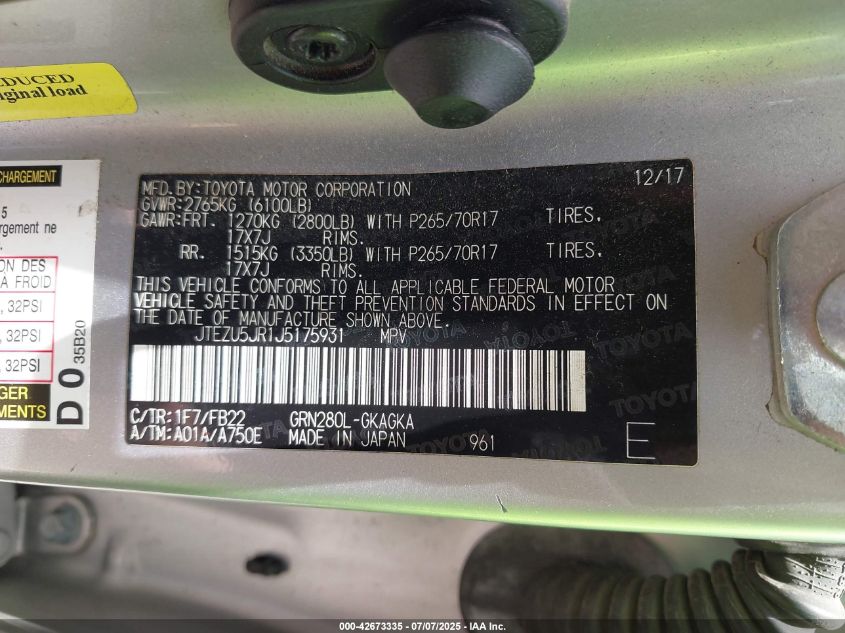 DUCED
ginal load
CHARGEMENT
5
rgement ne
ION DES
A FROID
, 32PSI
, 32PSI
, 32PSI
GER
MENTS
D 0 35B20
MFD.BY:TOYOTA MOTOR CORPORATION 12/17
GVWR:2765KG (6100LB)
GAWR:FRT. 1270KG (2800LB) WITH P265/70R17 TIRES,
17X7J RIMS.
RR. 1515KG (3350LB) WITH P265/70R17 TIRES,
17X7J RIMS.
THIS VEHICLE CONFORMS TO ALL APPLICABLE FEDERAL MOTOR
VEHICLE SAFETY AND THEFT PREVENTION STANDARDS IN EFFECT ON
THE DATE OF MANUFACTURE SHOWN ABOVE.
JTEZU5JR1J5175931 MPV
C/TR:1F7/FB22 GRN280L-GKAGKA
A/TM:A01A/A750E MADE IN JAPAN 961
E
TOYOTA
000-42673335 - 07/07/2025 - IAA Inc.